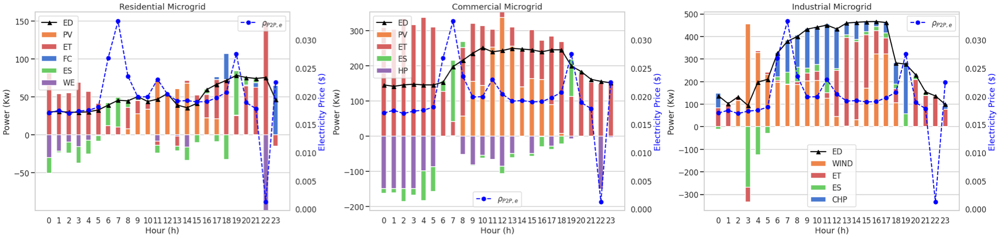 Residential Microgrid
150
100
50
0
−50
Power (Kw)
ED
PV
ET
FC
ES
WE
ρP2P, e
0.030
0.025
0.020
0.015
0.010
0.005
0.000
Electricity Price ($)
0 1 2 3 4 5 6 7 8 9 10 11 12 13 14 15 16 17 18 19 20 21 22 23
Hour (h)
Commercial Microgrid
300
200
100
0
−100
−200
Power (Kw)
ED
PV
ET
ES
HP
ρP2P, e
0.030
0.025
0.020
0.015
0.010
0.005
0.000
Electricity Price ($)
0 1 2 3 4 5 6 7 8 9 10 11 12 13 14 15 16 17 18 19 20 21 22 23
Hour (h)
Industrial Microgrid
500
400
300
200
100
0
−100
−200
−300
Power (Kw)
ρP2P, e
ED
WIND
ET
ES
CHP
0.030
0.025
0.020
0.015
0.010
0.005
0.000
Electricity Price ($)
0 1 2 3 4 5 6 7 8 9 10 11 12 13 14 15 16 17 18 19 20 21 22 23
Hour (h)